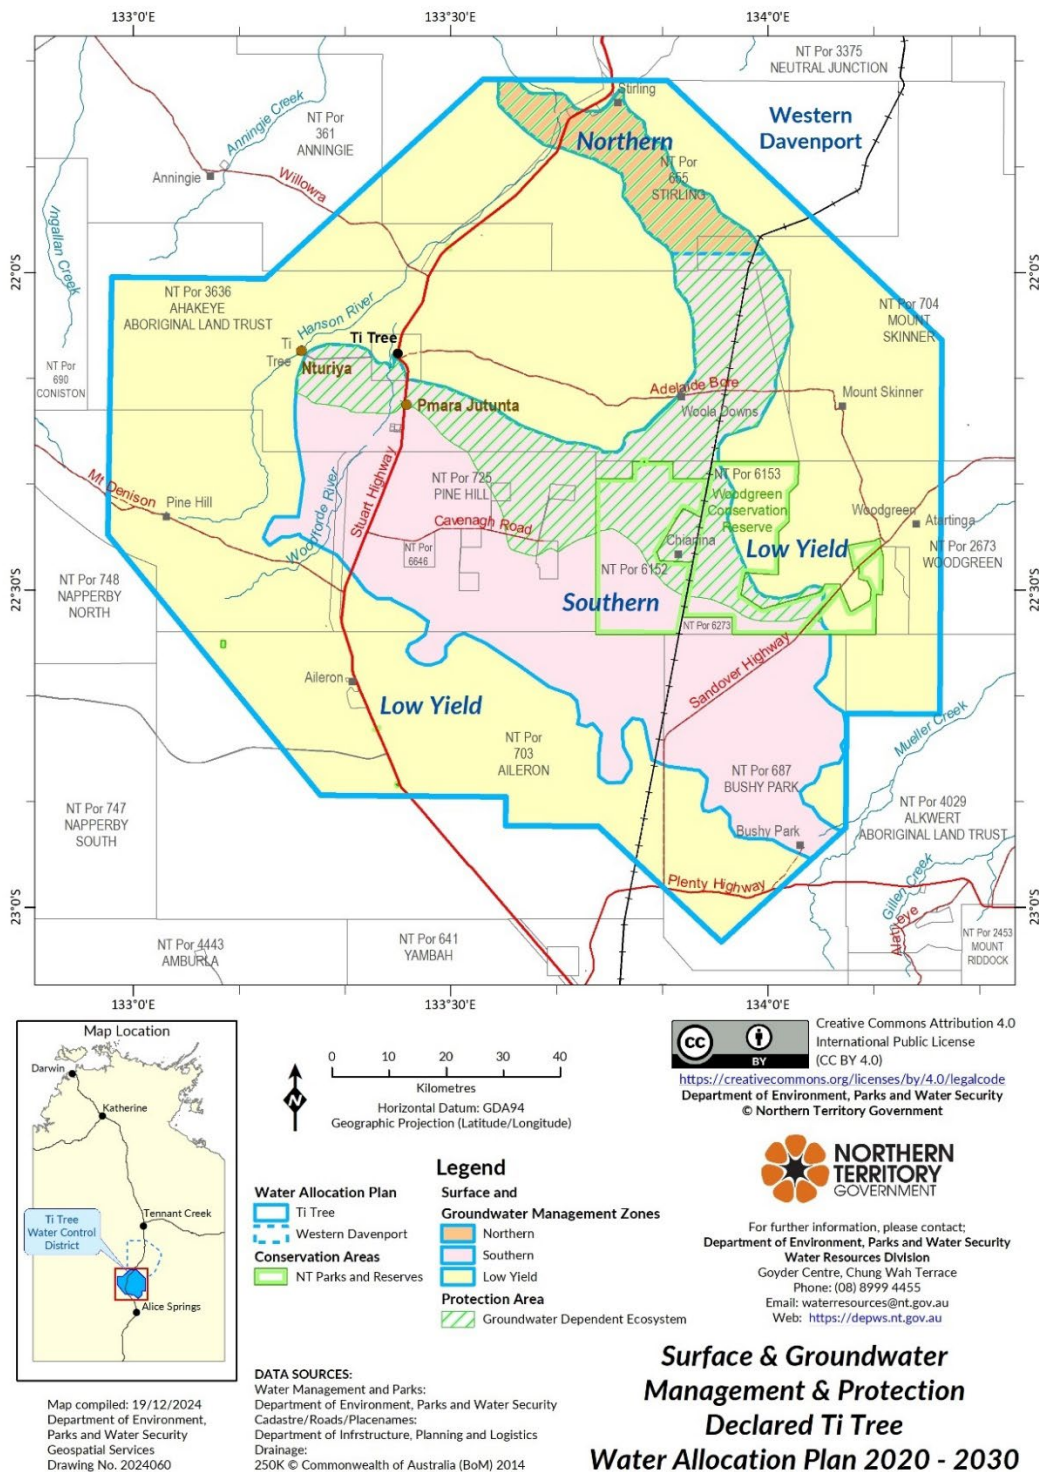 133°0'E
133°30'E
134°0'E
NT Por 3375
NEUTRAL JUNCTION
Stirling
Western
Davenport
NT Por
361
ANNINGIE
Anningie Creek
Northern
NT Por
655
STIRLING
Anningie
Willowra
Ingallan Creek
22°0'S
22°0'S
NT Por 3636
AHAKEYE
ABORIGINAL LAND TRUST
Hanson River
NT Por 704
MOUNT
SKINNER
Ti Tree
Ti
Tree
Nturiya
NT Por
690
CONISTON
Adelaide Bore
Mount Skinner
Pmara Jutunta
Woola Downs
Mt Denison
Pine Hill
Stuart Highway
Woodforde River
NT Por 725
PINE HILL
Cavenagh Road
NT Por
6646
NT Por 6153
Woodgreen
Conservation
Reserve
Woodgreen
Atartinga
Chianina
Low Yield
NT Por 2673
WOODGREEN
NT Por 6152
22°30'S
22°30'S
NT Por 748
NAPPERBY
NORTH
Southern
NT Por 6273
Sandover Highway
Aileron
Low Yield
Mueller Creek
NT Por
703
AILERON
NT Por 687
BUSHY PARK
NT Por 747
NAPPERBY
SOUTH
Bushy Park
NT Por 4029
ALKWERT
ABORIGINAL LAND TRUST
Plenty Highway
Gillen Creek
23°0'S
23°0'S
Alatyeye
NT Por 4443
AMBURLA
NT Por 641
YAMBAH
NT Por 2453
MOUNT
RIDDOCK
133°0'E
133°30'E
134°0'E
Map Location
Darwin
Katherine
Tennant Creek
Ti Tree
Water Control
District
Alice Springs
N
0 10 20 30 40
Kilometres
Horizontal Datum: GDA94
Geographic Projection (Latitude/Longitude)
cc
BY
Creative Commons Attribution 4.0
International Public License
(CC BY 4.0)
https://creativecommons.org/licenses/by/4.0/legalcode
Department of Environment, Parks and Water Security
© Northern Territory Government
NORTHERN
TERRITORY
GOVERNMENT
Legend
Water Allocation Plan
Ti Tree
Western Davenport
Conservation Areas
NT Parks and Reserves
Surface and
Groundwater Management Zones
Northern
Southern
Low Yield
Protection Area
Groundwater Dependent Ecosystem
For further information, please contact;
Department of Environment, Parks and Water Security
Water Resources Division
Goyder Centre, Chung Wah Terrace
Phone: (08) 8999 4455
Email: waterresources@nt.gov.au
Web: https://depws.nt.gov.au
Map compiled: 19/12/2024
Department of Environment,
Parks and Water Security
Geospatial Services
Drawing No. 2024060
DATA SOURCES:
Water Management and Parks:
Department of Environment, Parks and Water Security
Cadastre/Roads/Placenames:
Department of Infrstructure, Planning and Logistics
Drainage:
250K © Commonwealth of Australia (BoM) 2014
Surface & Groundwater
Management & Protection
Declared Ti Tree
Water Allocation Plan 2020 - 2030